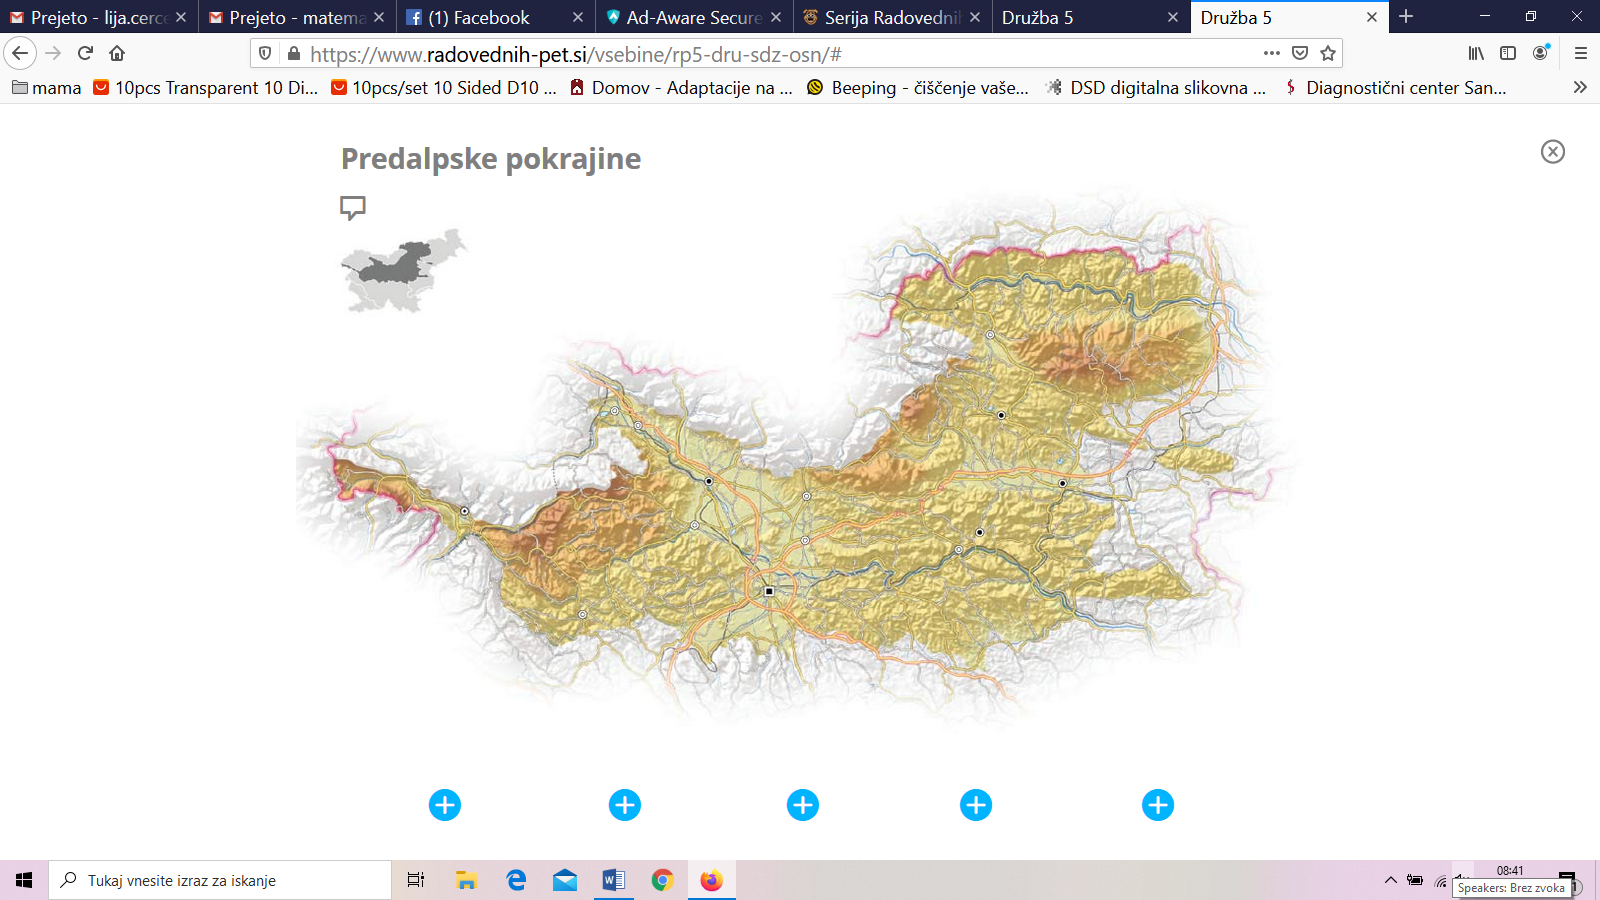 Prejeto - lija.cerce
Prejeto - matema
(1) Facebook
Ad-Aware Secure
Serija Radovednih
Družba 5
Družba 5
https://www.radovednih-pet.si/vsebine/rp5-dru-sdz-osn/#
mama
10pcs Transparent 10 Di...
10pcs/set 10 Sided D10 ...
Domov - Adaptacije na ...
Beeping - čiščenje vaše...
DSD digitalna slikovna ...
Diagnostični center San...
Predalpske pokrajine
Tukaj vnesite izraz za iskanje
08:41
Speakers: Brez zvoka